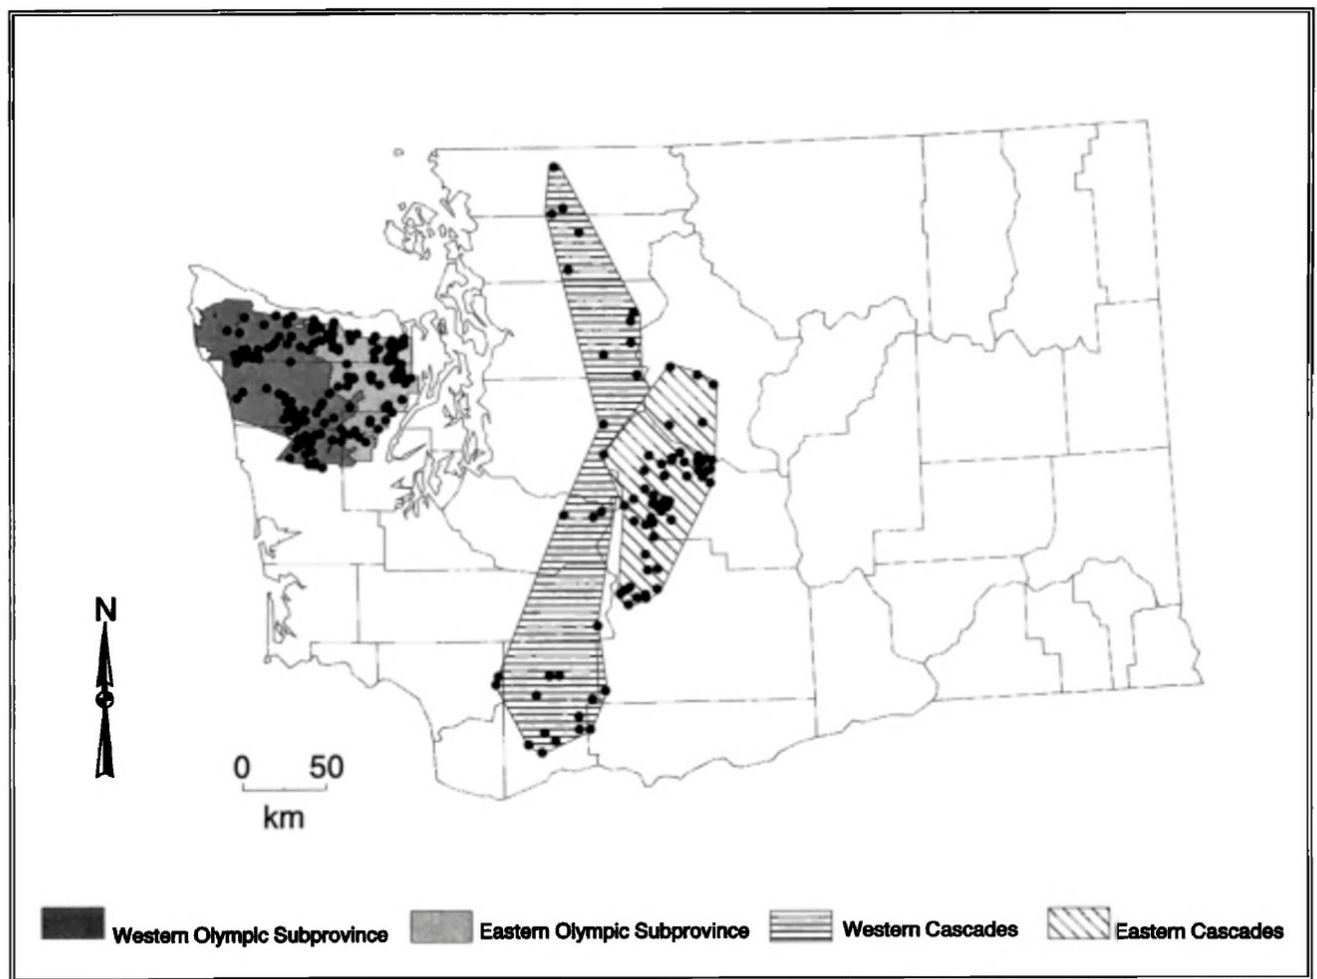 N
0 50
km
Western Olympic Subprovince
Eastern Olympic Subprovince
Western Cascades
Eastern Cascades